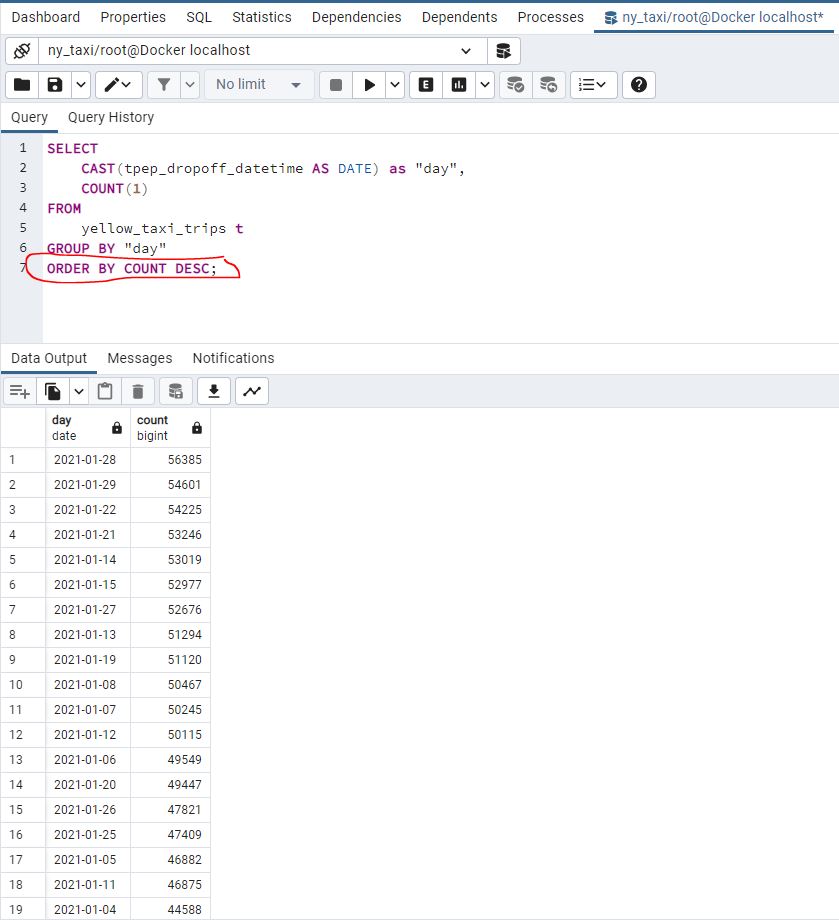 Dashboard Properties SQL Statistics Dependencies Dependents Processes ny_taxi/root@Docker localhost*
ny_taxi/root@Docker localhost
No limit E
Query Query History
1 SELECT
2 CAST(tpep_dropoff_datetime AS DATE) as "day",
3 COUNT(1)
4 FROM
5 yellow_taxi_trips t
6 GROUP BY "day"
7 ORDER BY COUNT DESC;
Data Output Messages Notifications
day count
date bigint
1 2021-01-28 56385
2 2021-01-29 54601
3 2021-01-22 54225
4 2021-01-21 53246
5 2021-01-14 53019
6 2021-01-15 52977
7 2021-01-27 52676
8 2021-01-13 51294
9 2021-01-19 51120
10 2021-01-08 50467
11 2021-01-07 50245
12 2021-01-12 50115
13 2021-01-06 49549
14 2021-01-20 49447
15 2021-01-26 47821
16 2021-01-25 47409
17 2021-01-05 46882
18 2021-01-11 46875
19 2021-01-04 44588